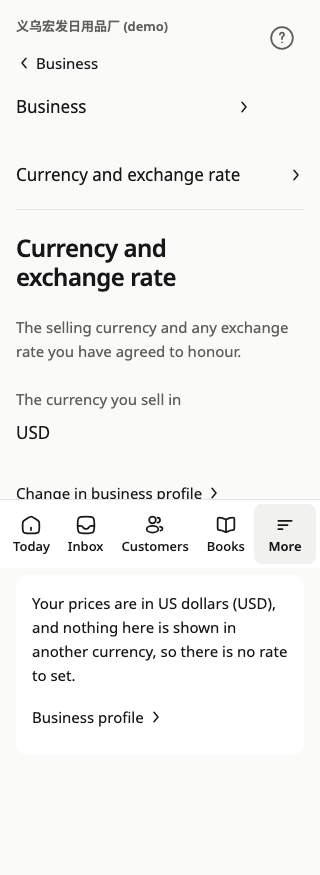 义乌宏发日用品厂 (demo)
Business
Business
Currency and exchange rate
Currency and
exchange rate
The selling currency and any exchange
rate you have agreed to honour.
The currency you sell in
USD
Change in business profile
Today Inbox Customers Books More
Your prices are in US dollars (USD),
and nothing here is shown in
another currency, so there is no rate
to set.
Business profile